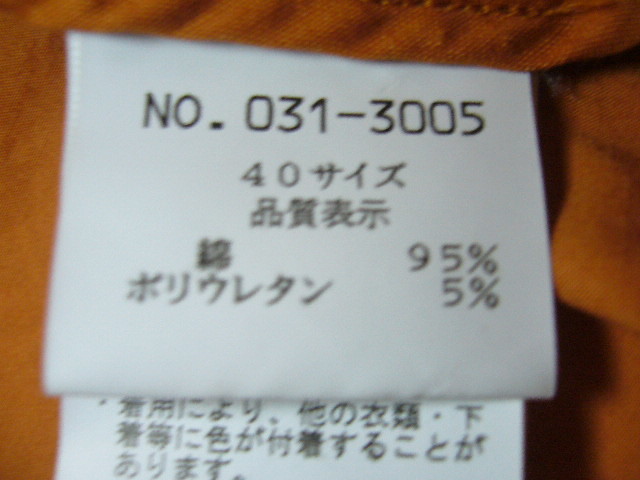 NO. 031-3005
40サイズ
品質表示
綿 95%
ポリウレタン 5%
・着用により、他の衣類・下
着等に色が付着することが
あります。